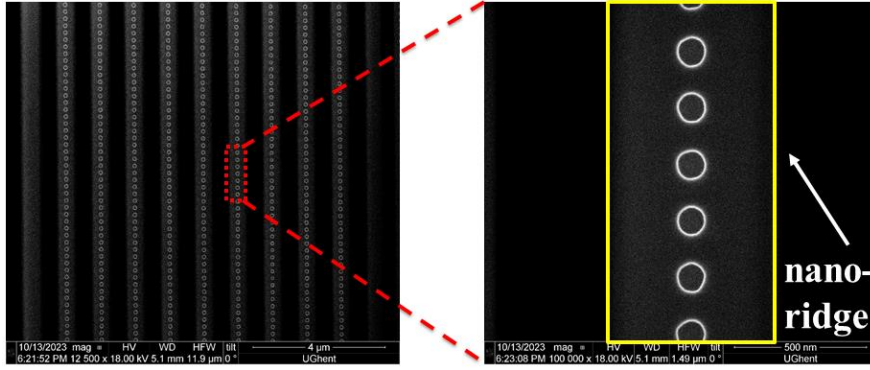 10/13/2023 mag HV WD HFW tilt 4 µm
6:21:52 PM 12 500 x 18.00 kV 5.1 mm 11.9 µm 0° UGhent
nano-
ridge
10/13/2023 mag HV WD HFW tilt 500 nm
6:23:08 PM 100 000 x 18.00 kV 5.1 mm 1.49 µm 0° UGhent